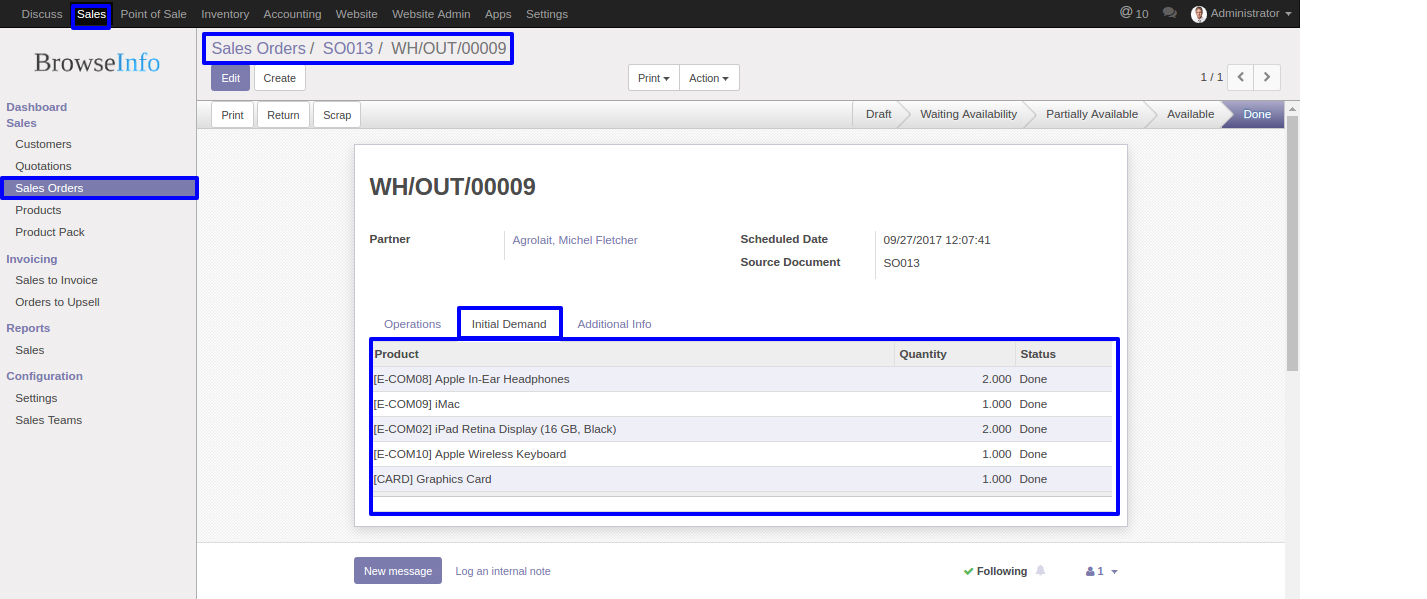 Discuss Sales Point of Sale Inventory Accounting Website Website Admin Apps Settings @ 10 Administrator
BrowseInfo
Dashboard
Sales
Customers
Quotations
Sales Orders
Products
Product Pack
Invoicing
Sales to Invoice
Orders to Upsell
Reports
Sales
Configuration
Settings
Sales Teams
Sales Orders / SO013 / WH/OUT/00009
Edit Create Print Action 1 / 1
Print Return Scrap Draft Waiting Availability Partially Available Available Done
WH/OUT/00009
Partner Agrolait, Michel Fletcher Scheduled Date 09/27/2017 12:07:41
Source Document SO013
Operations Initial Demand Additional Info
Product Quantity Status
[E-COM08] Apple In-Ear Headphones 2.000 Done
[E-COM09] iMac 1.000 Done
[E-COM02] iPad Retina Display (16 GB, Black) 2.000 Done
[E-COM10] Apple Wireless Keyboard 1.000 Done
[CARD] Graphics Card 1.000 Done
New message Log an internal note Following 1